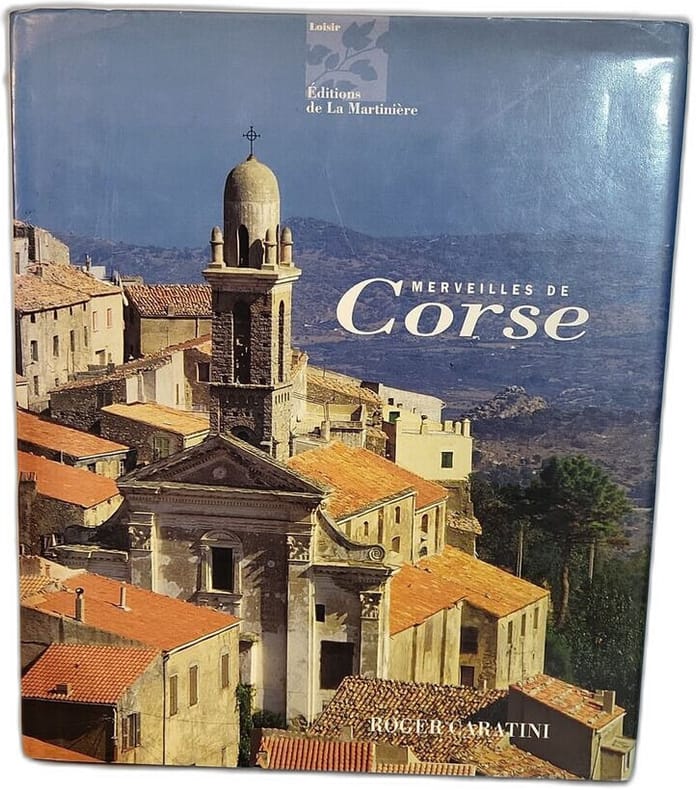 Loisir
Éditions
de La Martinière
MERVEILLES DE
Corse
ROGER CARATINI